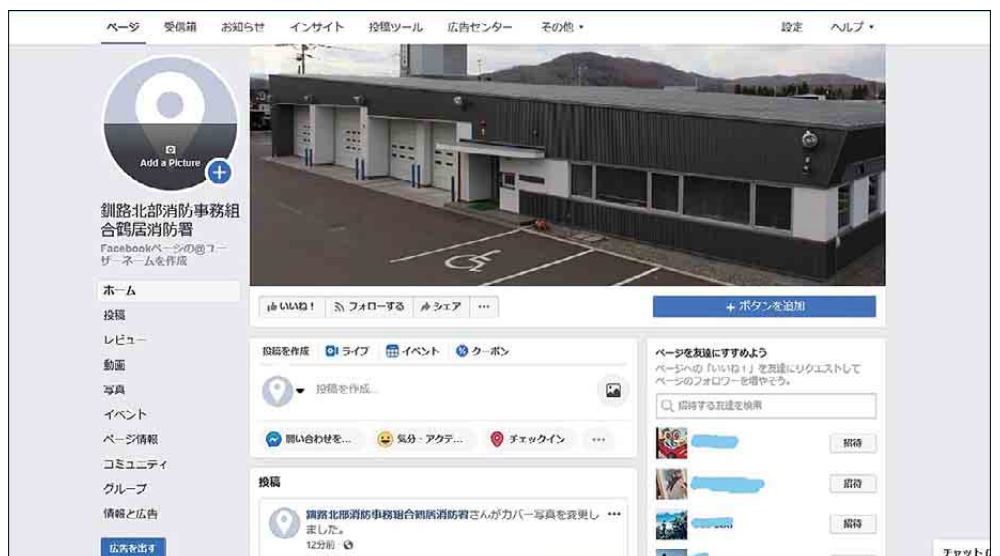 ページ 受信箱 お知らせ インサイト 投稿ツール 広告センター その他 設定 ヘルプ
Add a Picture
釧路北部消防事務組
合鶴居消防署
Facebookページの@ユー
ザーネームを作成
ホーム
投稿
レビュー
動画
写真
イベント
ページ情報
コミュニティ
グループ
情報と広告
広告を出す
いいね! フォローする シェア ...
+ ボタンを追加
投稿を作成 ライブ イベント クーポン
投稿を作成...
問い合わせを... 気分・アクテ... チェックイン ...
投稿
釧路北部消防事務組合鶴居消防署さんがカバー写真を変更し ...
ました。
12分前
ページを友達にすすめよう
ページへの「いいね!」を友達にリクエストして
ページのフォロワーを増やそう。
招待する友達を検索
招待
招待
招待
チャット